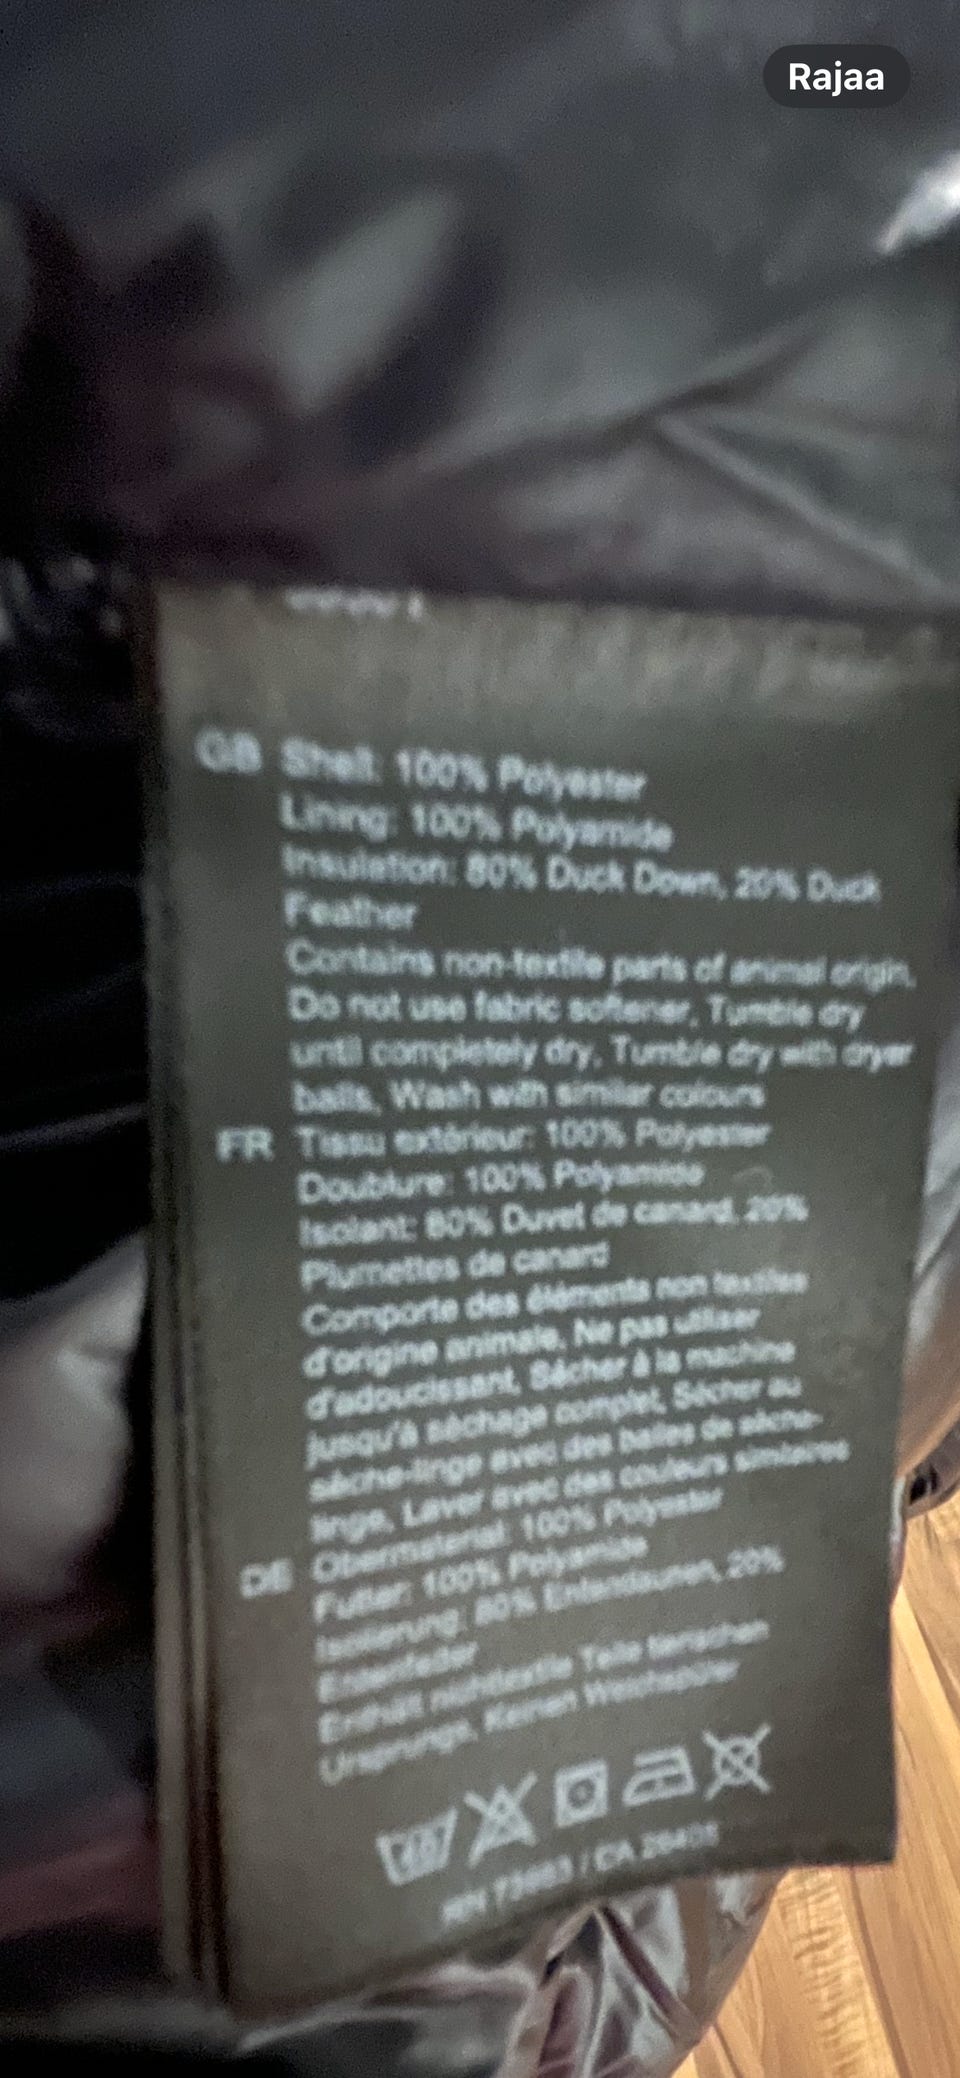 Rajaa
GB Shell: 100% Polyester
Lining: 100% Polyamide
Insulation: 80% Duck Down, 20% Duck
Feather
Contains non-textile parts of animal origin.
Do not use fabric softener, Tumble dry
until completely dry, Tumble dry with dryer
balls, Wash with similar colours
FR Tissu extérieur: 100% Polyester
Doublure: 100% Polyamide
Isolant: 80% Duvet de canard, 20%
Plumettes de canard
Comporte des éléments non textiles
d'origine animale, Ne pas utiliser
d'adoucissant, Sécher à la machine
jusqu'à séchage complet, Sécher au
sèche-linge avec des balles de sèche-
linge, Laver avec des couleurs similaires
DE Obermaterial: 100% Polyester
Futter: 100% Polyamide
Isolierung: 80% Entendaunen, 20%
Entenfeder
Enthält nichttextile Teile tierischen
Ursprungs, Keinen Weichspüler